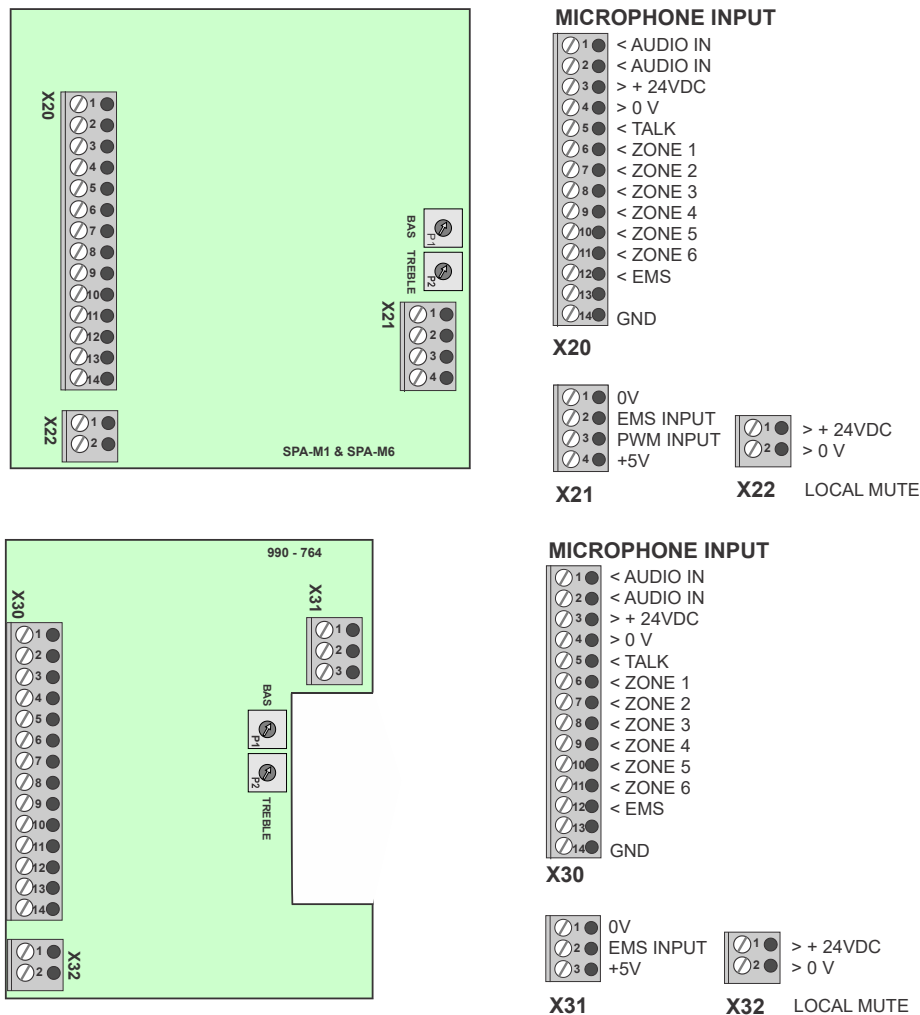 X20
1
2
3
4
5
6
7
8
9
10
11
12
13
14
BAS
P1
TREBLE
P2
X21
1
2
3
4
X22
1
2
SPA-M1 & SPA-M6
MICROPHONE INPUT
1 < AUDIO IN
2 < AUDIO IN
3 > + 24VDC
4 > 0 V
5 < TALK
6 < ZONE 1
7 < ZONE 2
8 < ZONE 3
9 < ZONE 4
10 < ZONE 5
11 < ZONE 6
12 < EMS
13
14 GND
X20
1 0V
2 EMS INPUT
3 PWM INPUT
4 +5V
X21
1 > + 24VDC
2 > 0 V
X22 LOCAL MUTE
990 - 764
X30
1
2
3
4
5
6
7
8
9
10
11
12
13
14
X31
1
2
3
BAS
P1
P2
TREBLE
1
2
X32
MICROPHONE INPUT
1 < AUDIO IN
2 < AUDIO IN
3 > + 24VDC
4 > 0 V
5 < TALK
6 < ZONE 1
7 < ZONE 2
8 < ZONE 3
9 < ZONE 4
10 < ZONE 5
11 < ZONE 6
12 < EMS
13
14 GND
X30
1 0V
2 EMS INPUT
3 +5V
X31
1 > + 24VDC
2 > 0 V
X32 LOCAL MUTE